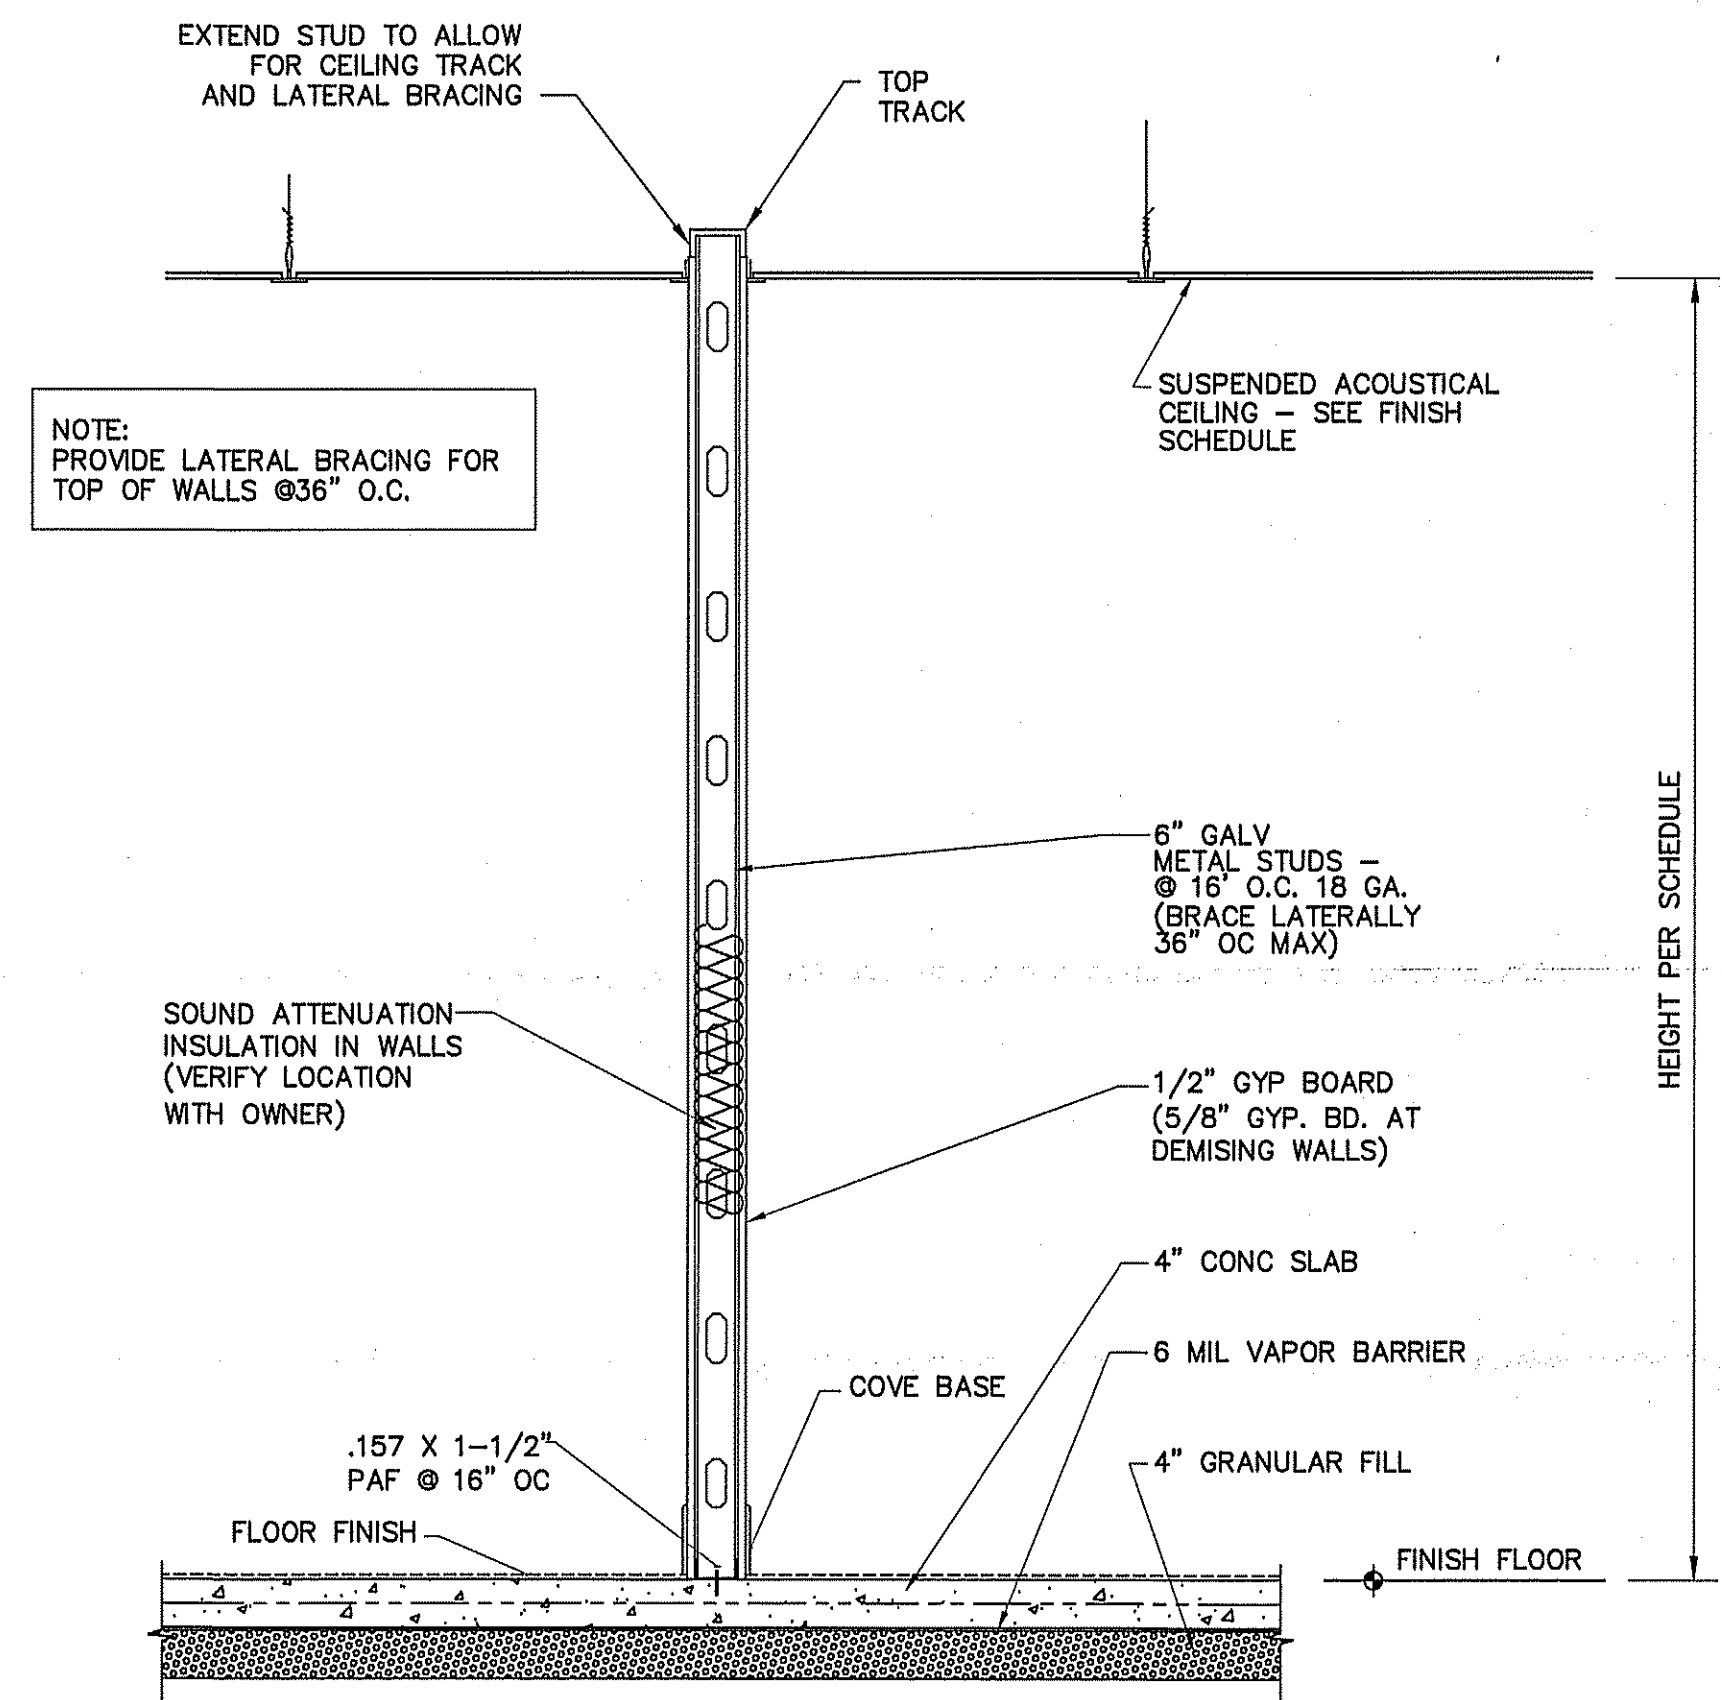 EXTEND STUD TO ALLOW
FOR CEILING TRACK
AND LATERAL BRACING
TOP
TRACK
NOTE:
PROVIDE LATERAL BRACING FOR
TOP OF WALLS @36" O.C.
SUSPENDED ACOUSTICAL
CEILING – SEE FINISH
SCHEDULE
6" GALV
METAL STUDS –
@ 16' O.C. 18 GA.
(BRACE LATERALLY
36" OC MAX)
HEIGHT PER SCHEDULE
SOUND ATTENUATION
INSULATION IN WALLS
(VERIFY LOCATION
WITH OWNER)
1/2" GYP BOARD
(5/8" GYP. BD. AT
DEMISING WALLS)
4" CONC SLAB
6 MIL VAPOR BARRIER
COVE BASE
.157 X 1–1/2"
PAF @ 16" OC
4" GRANULAR FILL
FLOOR FINISH
FINISH FLOOR